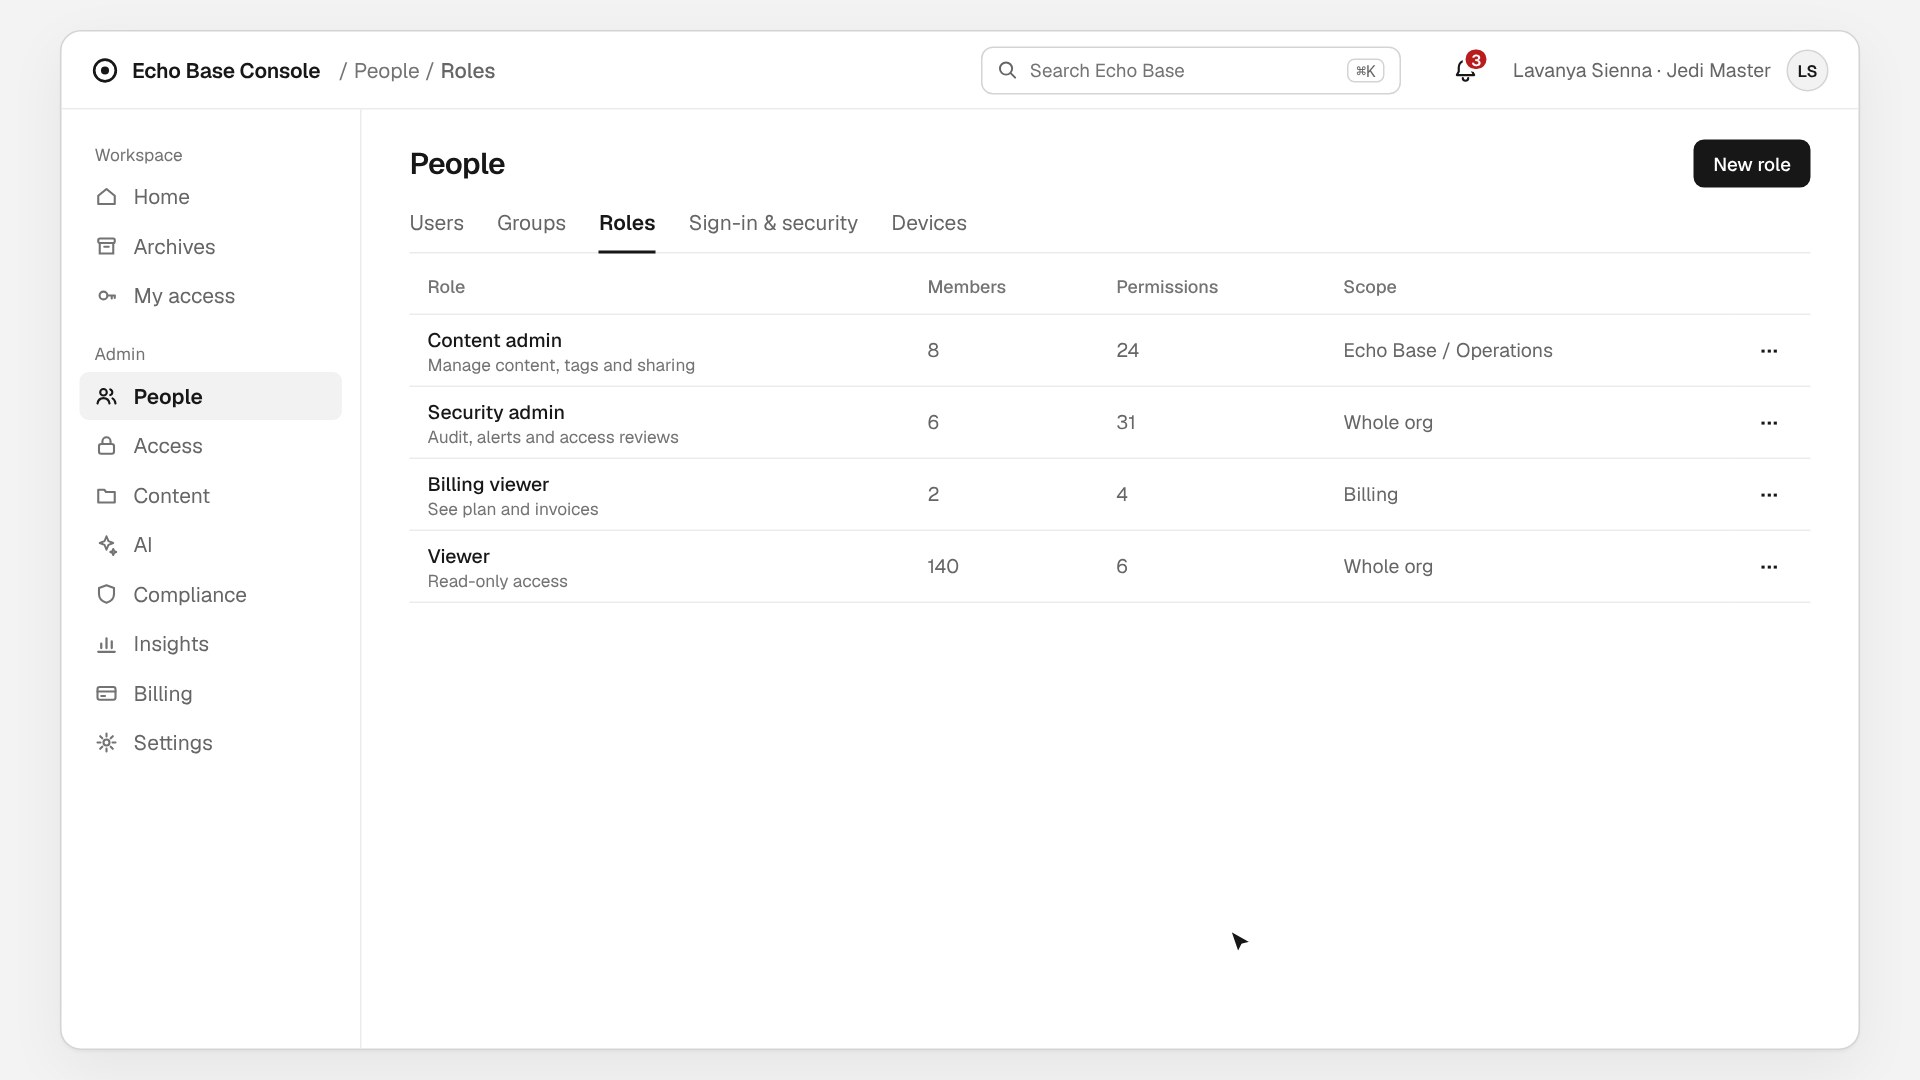 Echo Base Console / People / Roles
Search Echo Base ⌘K
3
Lavanya Sienna · Jedi Master LS
Workspace
Home
Archives
My access
Admin
People
Access
Content
AI
Compliance
Insights
Billing
Settings
People
New role
Users Groups Roles Sign-in & security Devices
Role Members Permissions Scope
Content admin
Manage content, tags and sharing
8 24 Echo Base / Operations ···
Security admin
Audit, alerts and access reviews
6 31 Whole org ···
Billing viewer
See plan and invoices
2 4 Billing ···
Viewer
Read-only access
140 6 Whole org ···